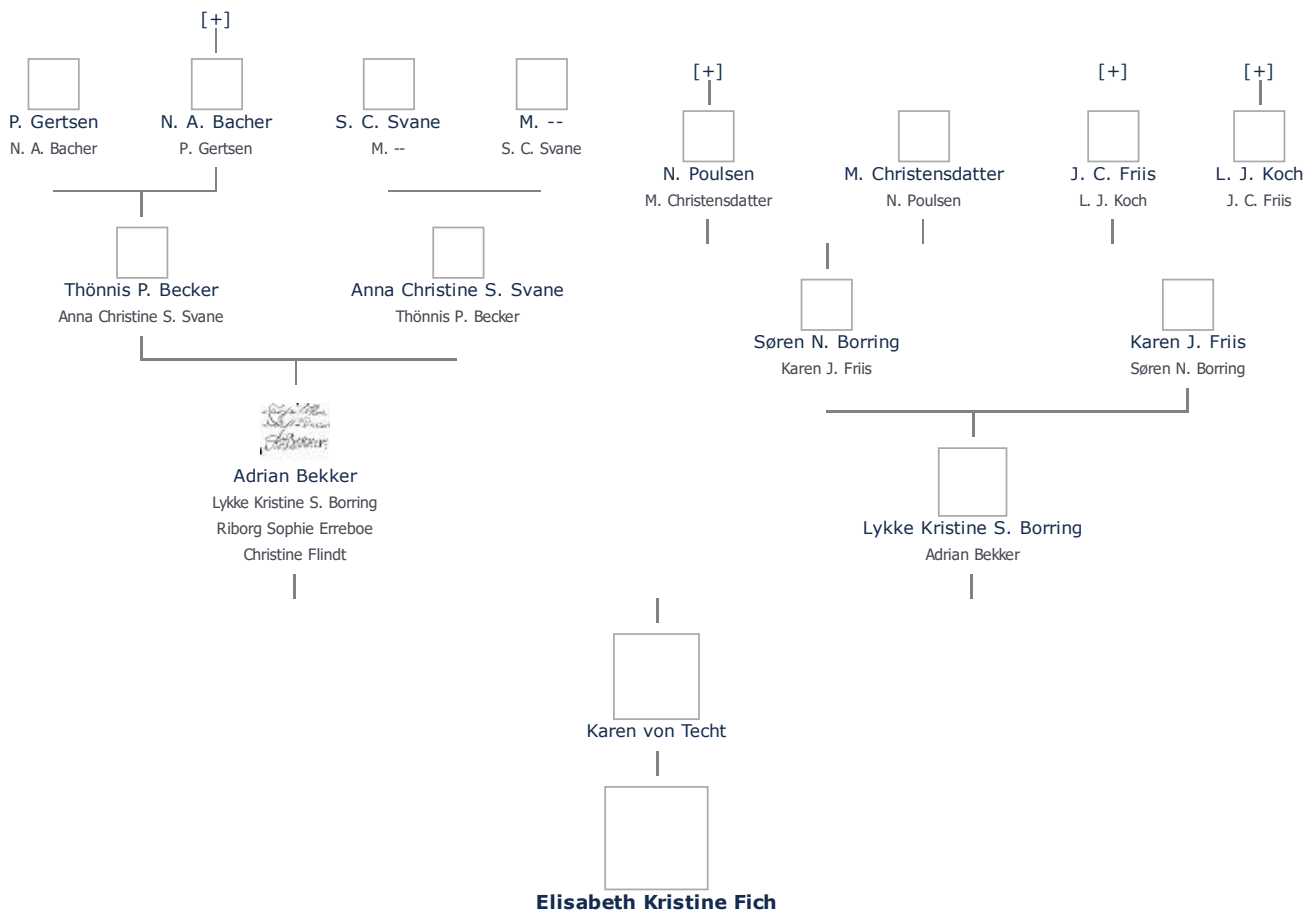 [+]
[+] [+] [+]
P. Gertsen N. A. Bacher S. C. Svane M. --
N. A. Bacher P. Gertsen M. -- S. C. Svane
N. Poulsen M. Christensdatter J. C. Friis L. J. Koch
M. Christensdatter N. Poulsen L. J. Koch J. C. Friis
Thönnis P. Becker Anna Christine S. Svane
Anna Christine S. Svane Thönnis P. Becker
Søren N. Borring Karen J. Friis
Karen J. Friis Søren N. Borring
Adrian Bekker
Lykke Kristine S. Borring
Riborg Sophie Erreboe
Christine Flindt
Lykke Kristine S. Borring
Adrian Bekker
Karen von Techt
Elisabeth Kristine Fich